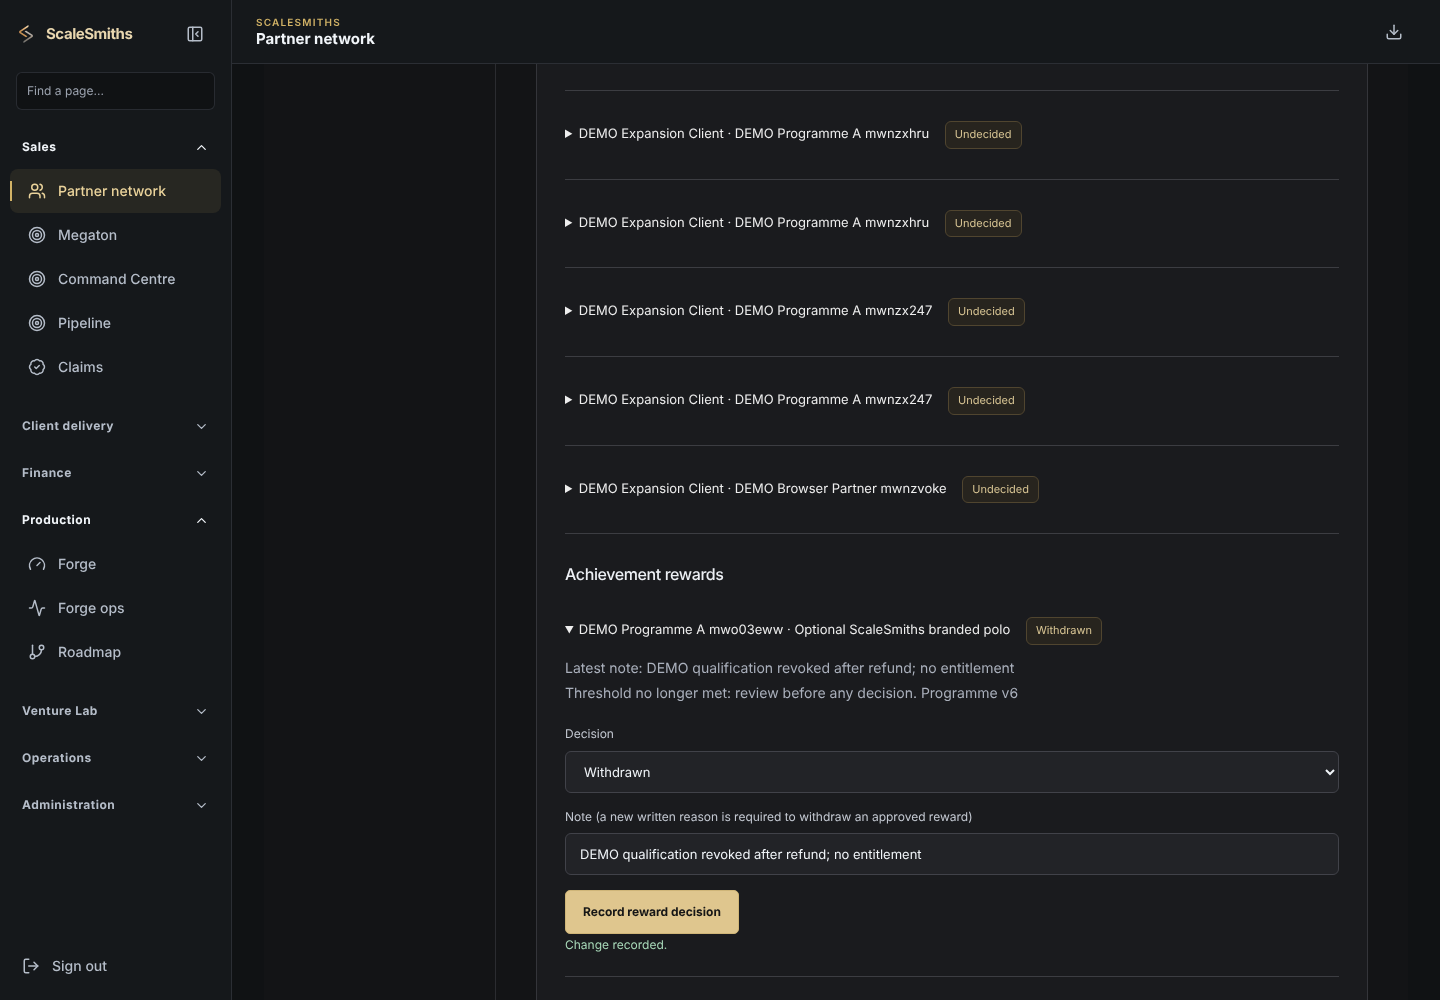 ScaleSmiths
Find a page...
Sales
Partner network
Megaton
Command Centre
Pipeline
Claims
Client delivery
Finance
Production
Forge
Forge ops
Roadmap
Venture Lab
Operations
Administration
Sign out
SCALESMITHS
Partner network
DEMO Expansion Client · DEMO Programme A mwnzxhru Undecided
DEMO Expansion Client · DEMO Programme A mwnzxhru Undecided
DEMO Expansion Client · DEMO Programme A mwnzx247 Undecided
DEMO Expansion Client · DEMO Programme A mwnzx247 Undecided
DEMO Expansion Client · DEMO Browser Partner mwnzvoke Undecided
Achievement rewards
DEMO Programme A mwo03eww · Optional ScaleSmiths branded polo Withdrawn
Latest note: DEMO qualification revoked after refund; no entitlement
Threshold no longer met: review before any decision. Programme v6
Decision
Withdrawn
Note (a new written reason is required to withdraw an approved reward)
DEMO qualification revoked after refund; no entitlement
Record reward decision
Change recorded.